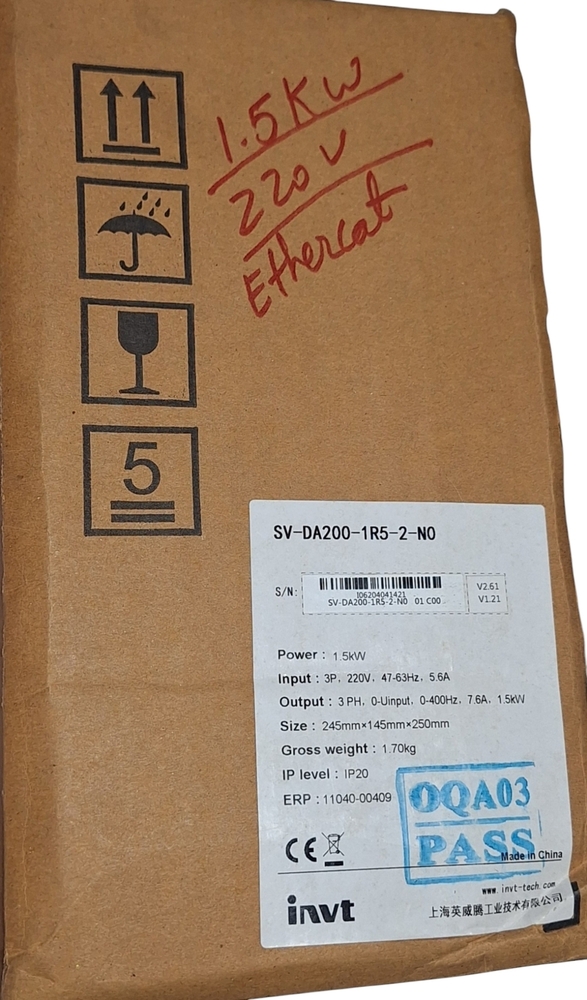 1.5KW
220V
Ethercat
5
SV-DA200-1R5-2-N0
S/N:
I06204041421
SV-DA200-1R5-2-N0 01 C00
V2.61
V1.21
Power : 1.5kW
Input : 3P, 220V, 47-63Hz, 5.6A
Output : 3 PH, 0-Uinput, 0-400Hz, 7.6A, 1.5kW
Size : 245mm×145mm×250mm
Gross weight : 1.70kg
IP level : IP20
ERP : 11040-00409
OQA03
PASS
CE
Made in China
www.invt-tech.com
invt
上海英威腾工业技术有限公司